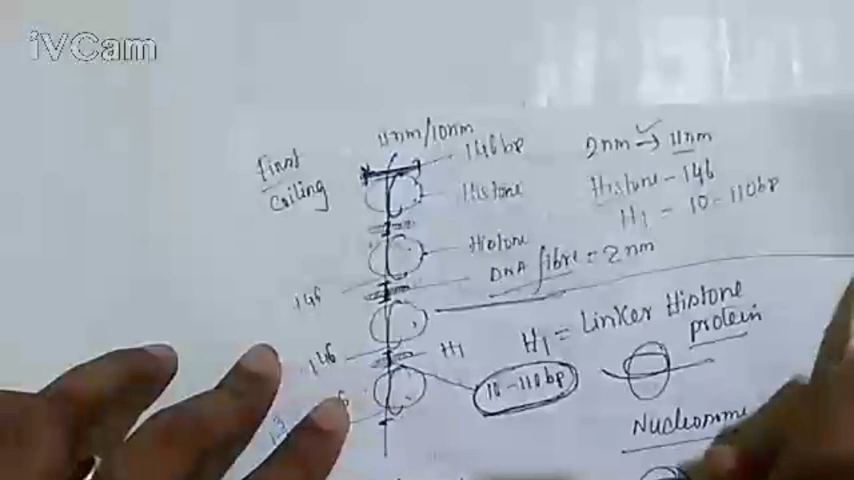 iVCam
11nm/10nm
First
Coiling
146bp
Histone
Histone
DNA fibre = 2nm
2nm → 11nm
Histone - 146
H1 = 10 - 110bp
146
146
H1
10-110bp
H1 = Linker Histone
protein
Nucleosome